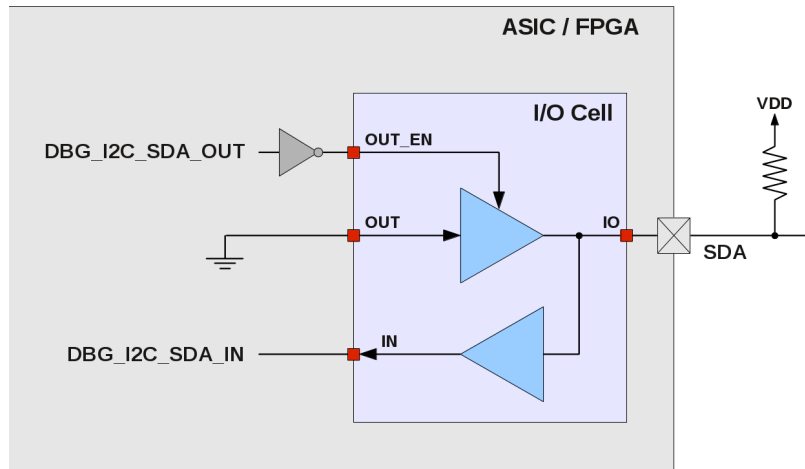 ASIC / FPGA
I/O Cell
VDD
DBG_I2C_SDA_OUT
OUT_EN
OUT
IO
SDA
DBG_I2C_SDA_IN
IN